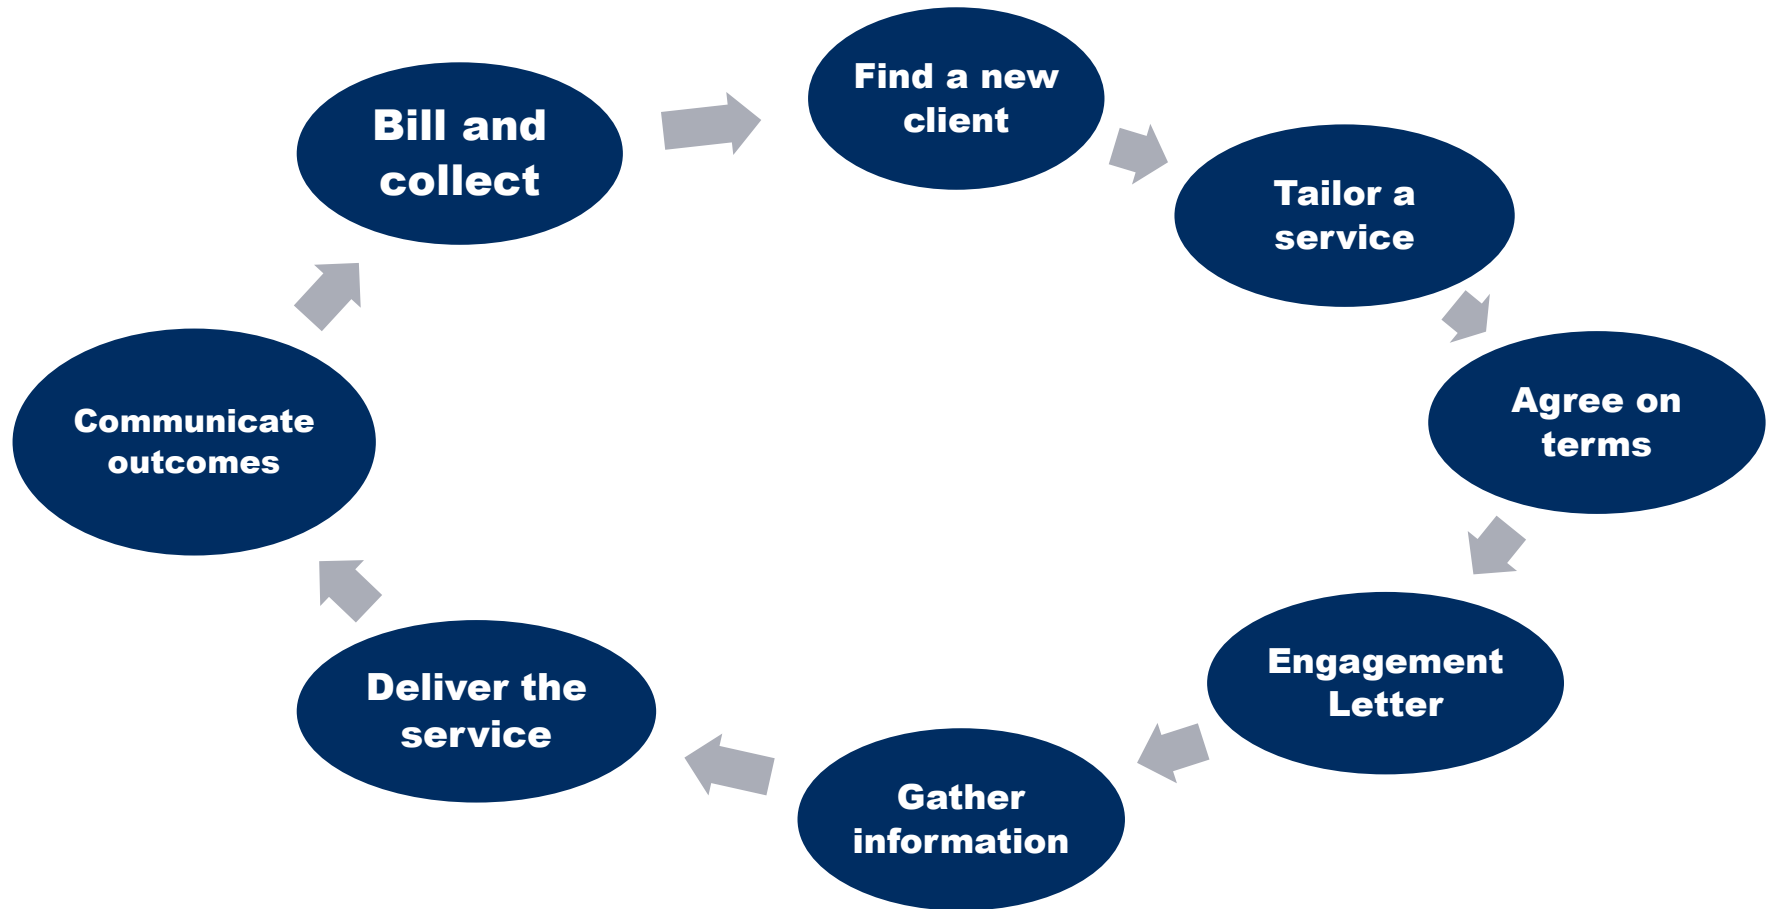 Find a new
client
Tailor a
service
Agree on
terms
Engagement
Letter
Gather
information
Deliver the
service
Communicate
outcomes
Bill and
collect